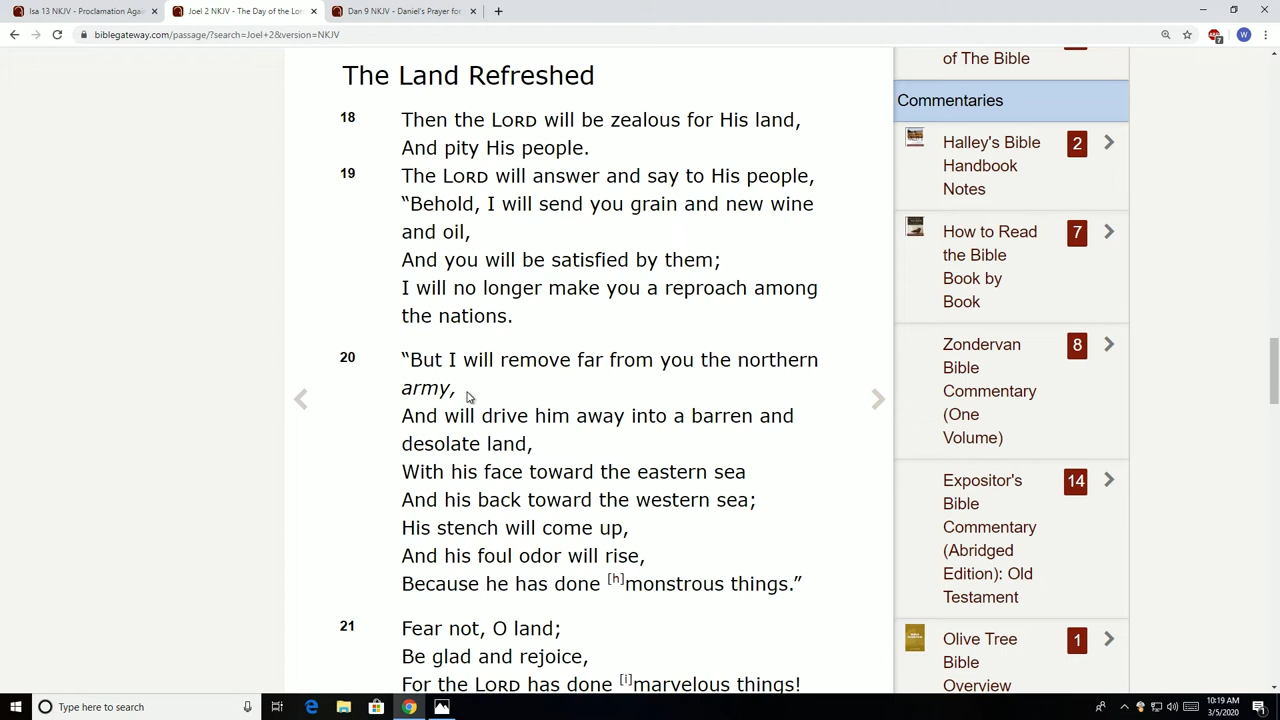 Isa 13 NKJV - Proclamation Agai
Joel 2 NKJV - The Day of the Lor
Dan 9 NKJV - Daniel's Prayer for
biblegateway.com/passage/?search=Joel+2&version=NKJV
The Land Refreshed
18 Then the LORD will be zealous for His land,
And pity His people.
19 The LORD will answer and say to His people,
“Behold, I will send you grain and new wine
and oil,
And you will be satisfied by them;
I will no longer make you a reproach among
the nations.
20 “But I will remove far from you the northern
army,
And will drive him away into a barren and
desolate land,
With his face toward the eastern sea
And his back toward the western sea;
His stench will come up,
And his foul odor will rise,
Because he has done [h]monstrous things.”
21 Fear not, O land;
Be glad and rejoice,
For the LORD has done [i]marvelous things!
of The Bible
Commentaries
Halley's Bible
Handbook
Notes
2
How to Read
the Bible
Book by
Book
7
Zondervan
Bible
Commentary
(One
Volume)
8
Expositor's
Bible
Commentary
(Abridged
Edition): Old
Testament
14
Olive Tree
Bible
Overview
1
Type here to search
10:19 AM
3/5/2020